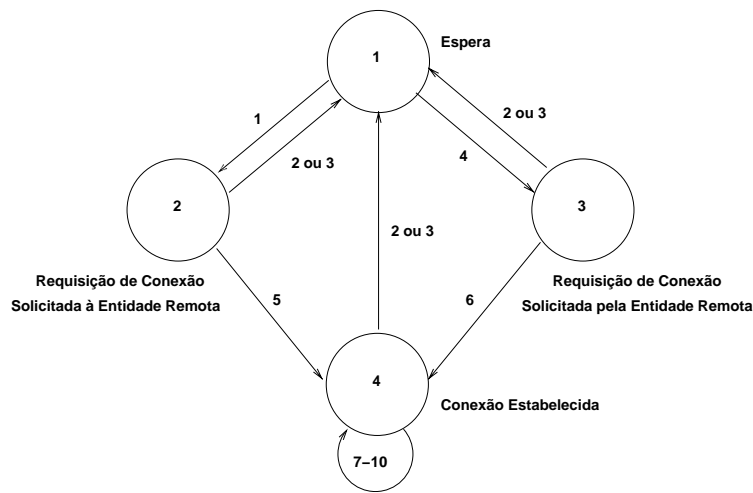 Espera
1
2 ou 3
1
4
2 ou 3
2
3
2 ou 3
Requisição de Conexão
Solicitada à Entidade Remota
Requisição de Conexão
Solicitada pela Entidade Remota
5
6
4
Conexão Estabelecida
7–10